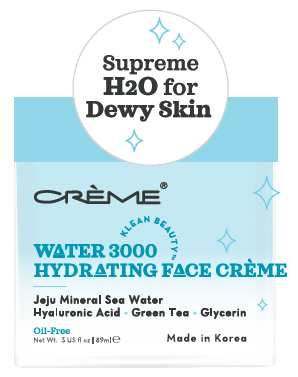 Supreme
H2O for
Dewy Skin
CRÈME®
KLEAN BEAUTY™
WATER 3000
HYDRATING FACE CRÈME
Jeju Mineral Sea Water
Hyaluronic Acid • Green Tea • Glycerin
Oil-Free
Net Wt. 3 US fl oz | 89ml ℮
Made in Korea